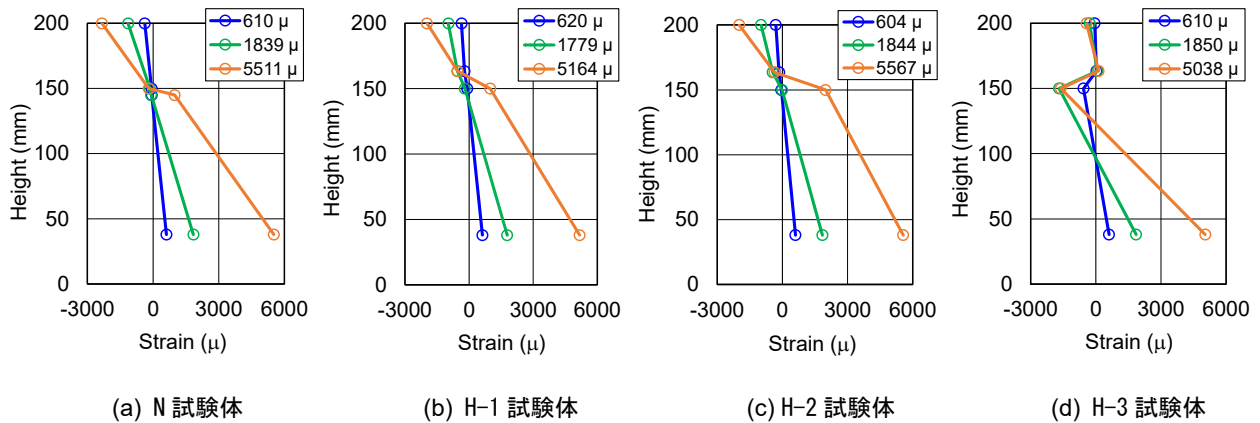 610 μ
1839 μ
5511 μ
Height (mm)
200
150
100
50
0
-3000 0 3000 6000
Strain (μ)
(a) N 試験体
620 μ
1779 μ
5164 μ
Height (mm)
200
150
100
50
0
-3000 0 3000 6000
Strain (μ)
(b) H-1 試験体
604 μ
1844 μ
5567 μ
Height (mm)
200
150
100
50
0
-3000 0 3000 6000
Strain (μ)
(c) H-2 試験体
610 μ
1850 μ
5038 μ
Height (mm)
200
150
100
50
0
-3000 0 3000 6000
Strain (μ)
(d) H-3 試験体